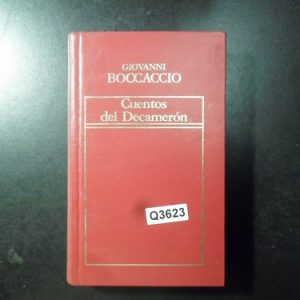 GIOVANNI
BOCCACCIO
Cuentos
del Decamerón
Q3623